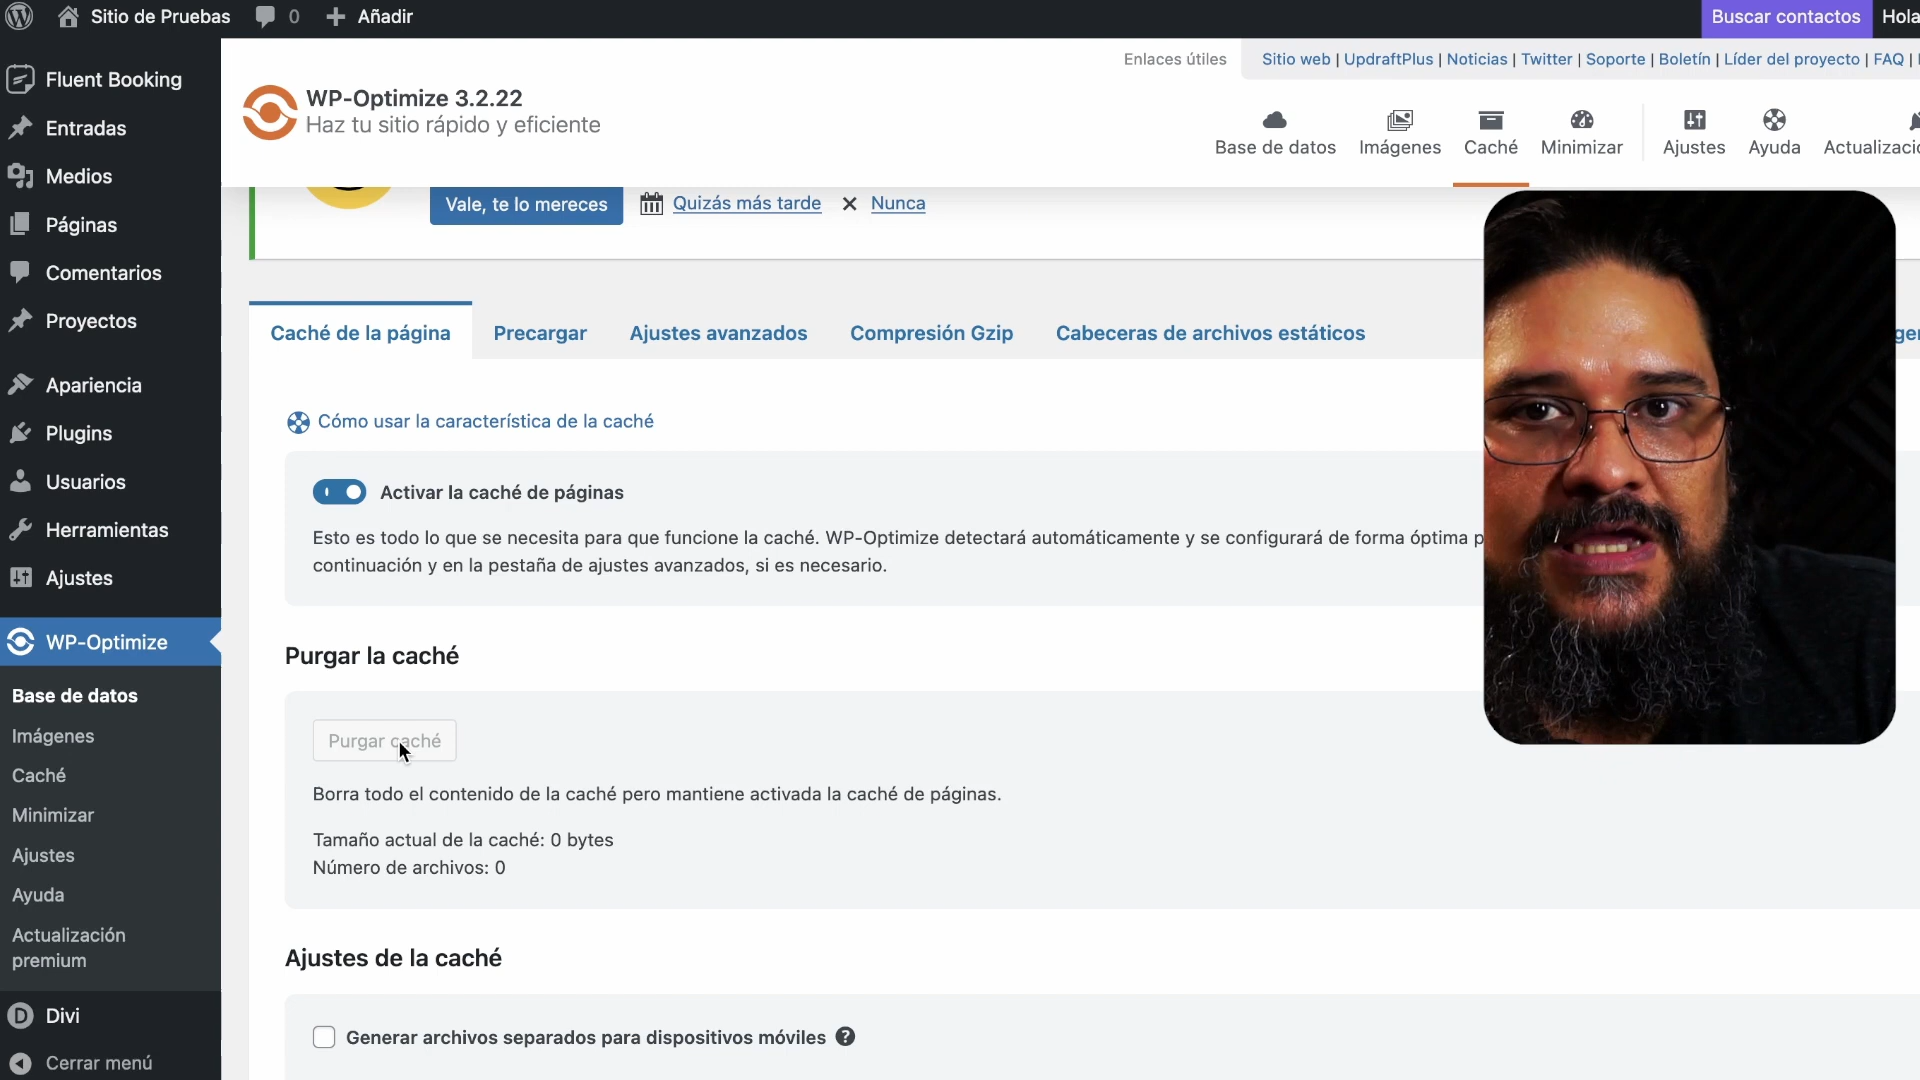 Sitio de Pruebas
0
Añadir
Buscar contactos
Hola
Fluent Booking
Entradas
Medios
Páginas
Comentarios
Proyectos
Apariencia
Plugins
Usuarios
Herramientas
Ajustes
WP-Optimize
Base de datos
Imágenes
Caché
Minimizar
Ajustes
Ayuda
Actualización
premium
Divi
Cerrar menú
Enlaces útiles
Sitio web | UpdraftPlus | Noticias | Twitter | Soporte | Boletín | Líder del proyecto | FAQ |
WP-Optimize 3.2.22
Haz tu sitio rápido y eficiente
Base de datos
Imágenes
Caché
Minimizar
Ajustes
Ayuda
Vale, te lo mereces
Quizás más tarde
Nunca
Caché de la página
Precargar
Ajustes avanzados
Compresión Gzip
Cabeceras de archivos estáticos
Cómo usar la característica de la caché
Activar la caché de páginas
Esto es todo lo que se necesita para que funcione la caché. WP-Optimize detectará automáticamente y se configurará de forma óptima p
continuación y en la pestaña de ajustes avanzados, si es necesario.
Purgar la caché
Purgar caché
Borra todo el contenido de la caché pero mantiene activada la caché de páginas.
Tamaño actual de la caché: 0 bytes
Número de archivos: 0
Ajustes de la caché
Generar archivos separados para dispositivos móviles